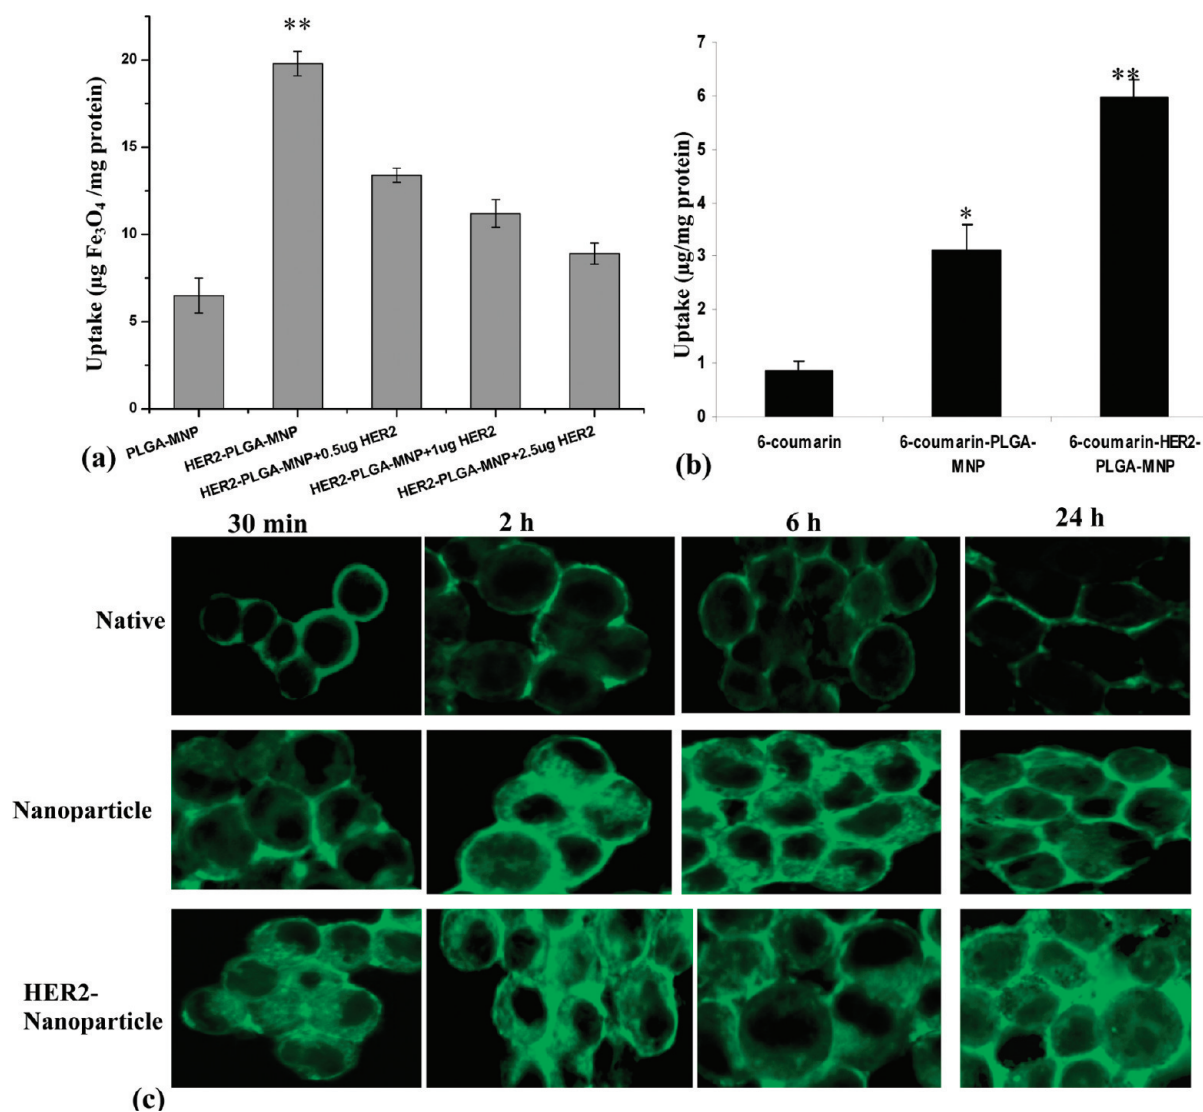 **
20
15
10
5
0
Uptake (µg Fe₃O₄ /mg protein)
PLGA-MNP
HER2-PLGA-MNP
HER2-PLGA-MNP+0.5ug HER2
HER2-PLGA-MNP+1ug HER2
HER2-PLGA-MNP+2.5ug HER2
(a)
7
6
5
4
3
2
1
0
Uptake (µg/mg protein)
*
**
6-coumarin
6-coumarin-PLGA-
MNP
6-coumarin-HER2-
PLGA-MNP
(b)
30 min
2 h
6 h
24 h
Native
Nanoparticle
HER2-
Nanoparticle
(c)